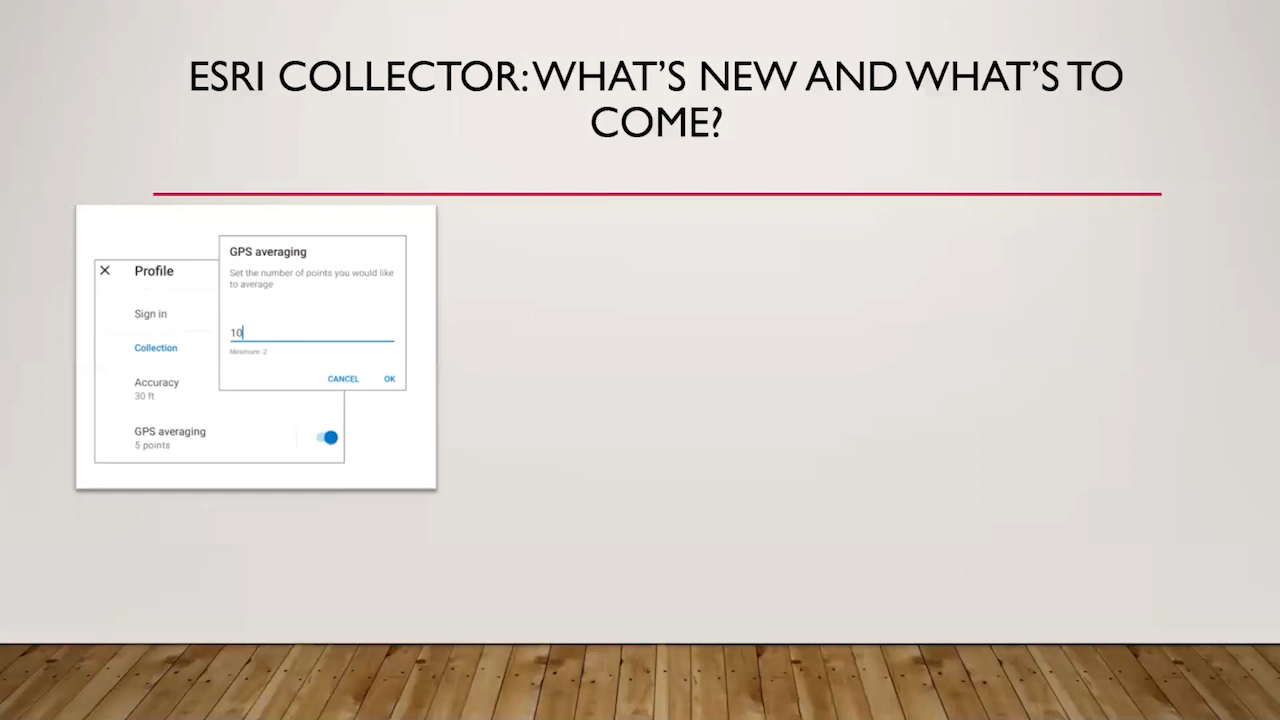 ESRI COLLECTOR: WHAT'S NEW AND WHAT'S TO
COME?
GPS averaging
Set the number of points you would like
to average
10
Minimum: 2
CANCEL OK
Profile
Sign in
Collection
Accuracy
30 ft
GPS averaging
5 points